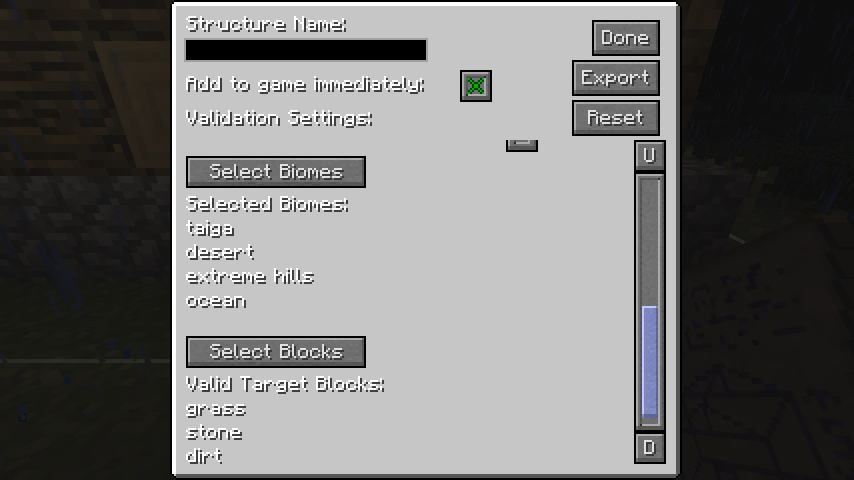 Structure Name:
Done
Export
Add to game immediately:
Validation Settings:
Reset
U
Select Biomes
Selected Biomes:
taiga
desert
extreme hills
ocean
Select Blocks
Valid Target Blocks:
grass
stone
dirt
D